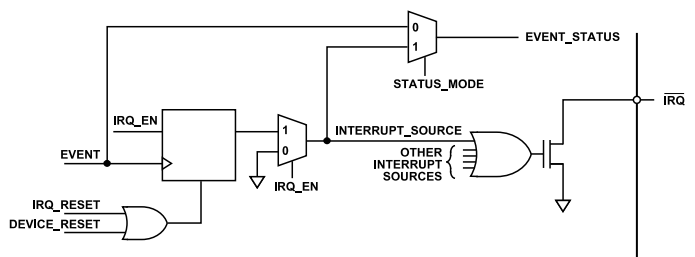 0
1
EVENT_STATUS
STATUS_MODE
IRQ
IRQ_EN
1
INTERRUPT_SOURCE
0
OTHER
INTERRUPT
SOURCES
EVENT
IRQ_EN
IRQ_RESET
DEVICE_RESET